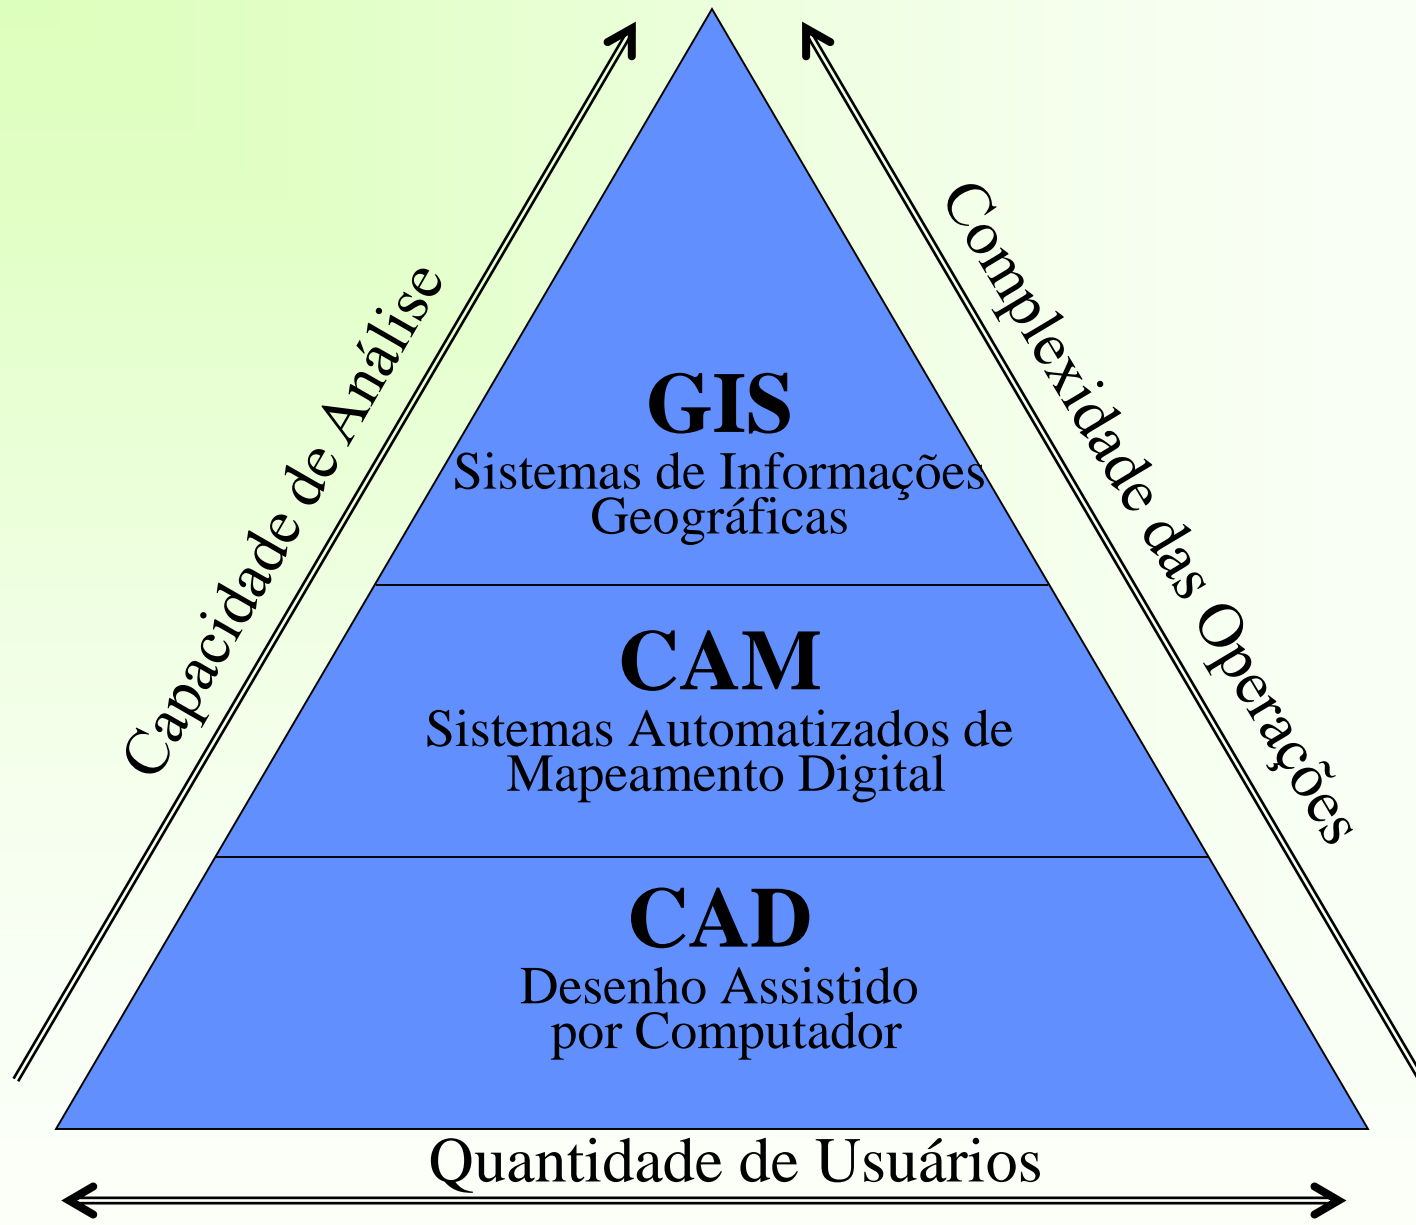 Capacidade de Análise
Complexidade das Operações
GIS
Sistemas de Informações
Geográficas
CAM
Sistemas Automatizados de
Mapeamento Digital
CAD
Desenho Assistido
por Computador
Quantidade de Usuários